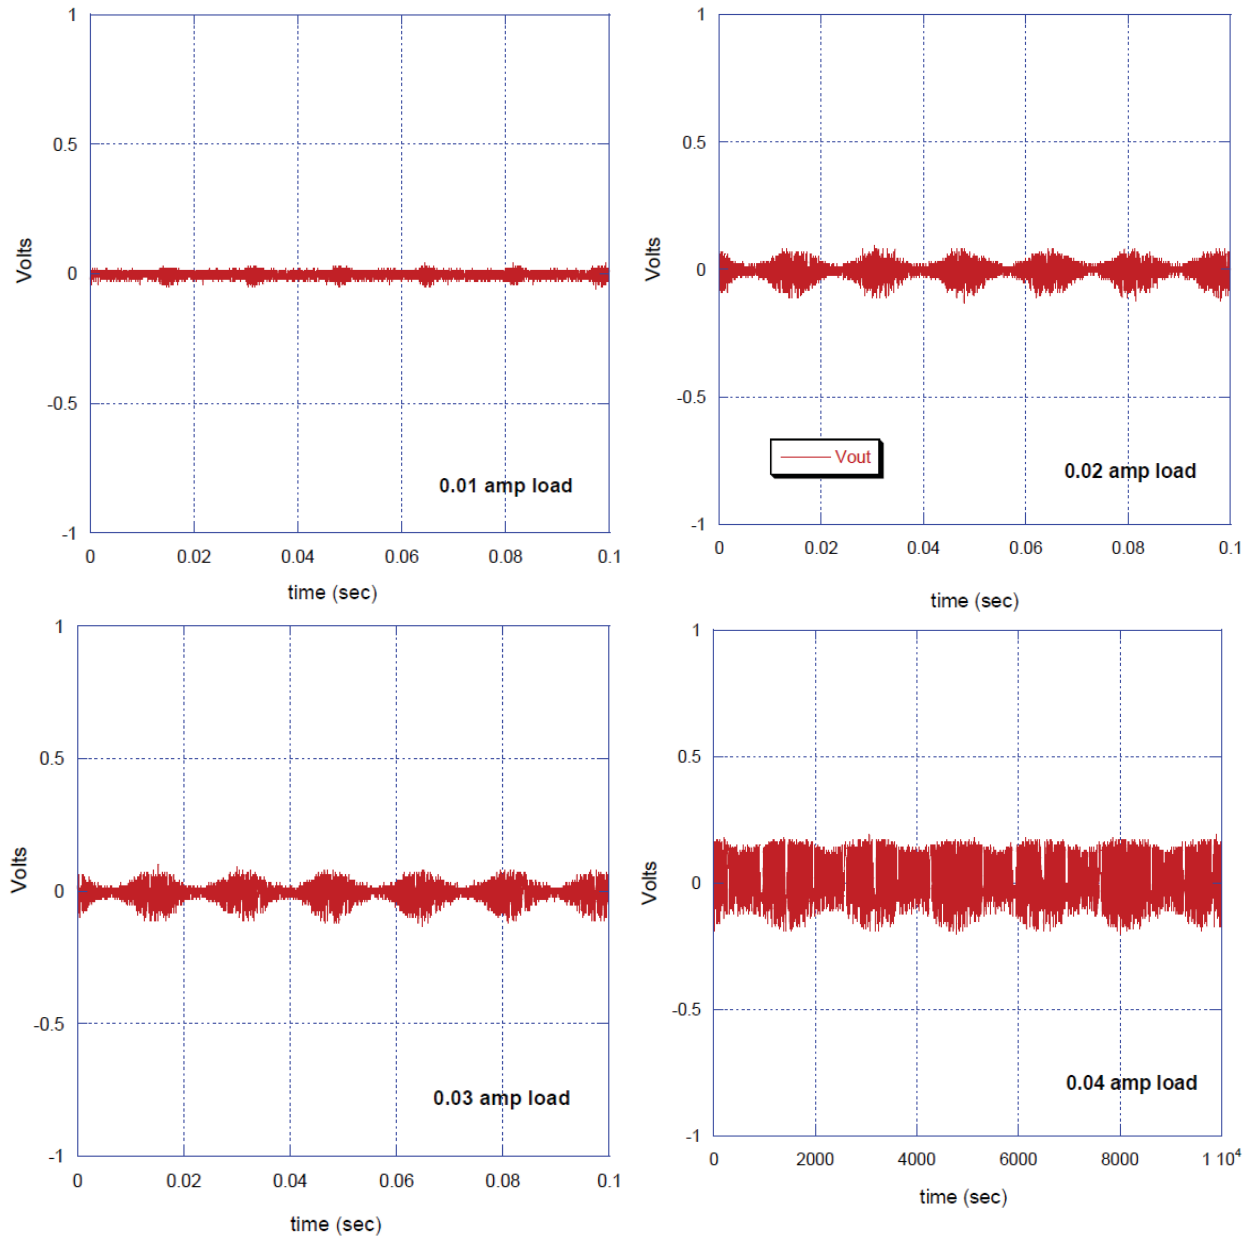 1
0.5
Volts
0
-0.5
0.01 amp load
-1
0 0.02 0.04 0.06 0.08 0.1
time (sec)
1
0.5
Volts
0
-0.5
Vout
0.02 amp load
-1
0 0.02 0.04 0.06 0.08 0.1
time (sec)
1
0.5
Volts
0
-0.5
0.03 amp load
-1
0 0.02 0.04 0.06 0.08 0.1
time (sec)
1
0.5
Volts
0
-0.5
0.04 amp load
-1
0 2000 4000 6000 8000 1 10⁴
time (sec)